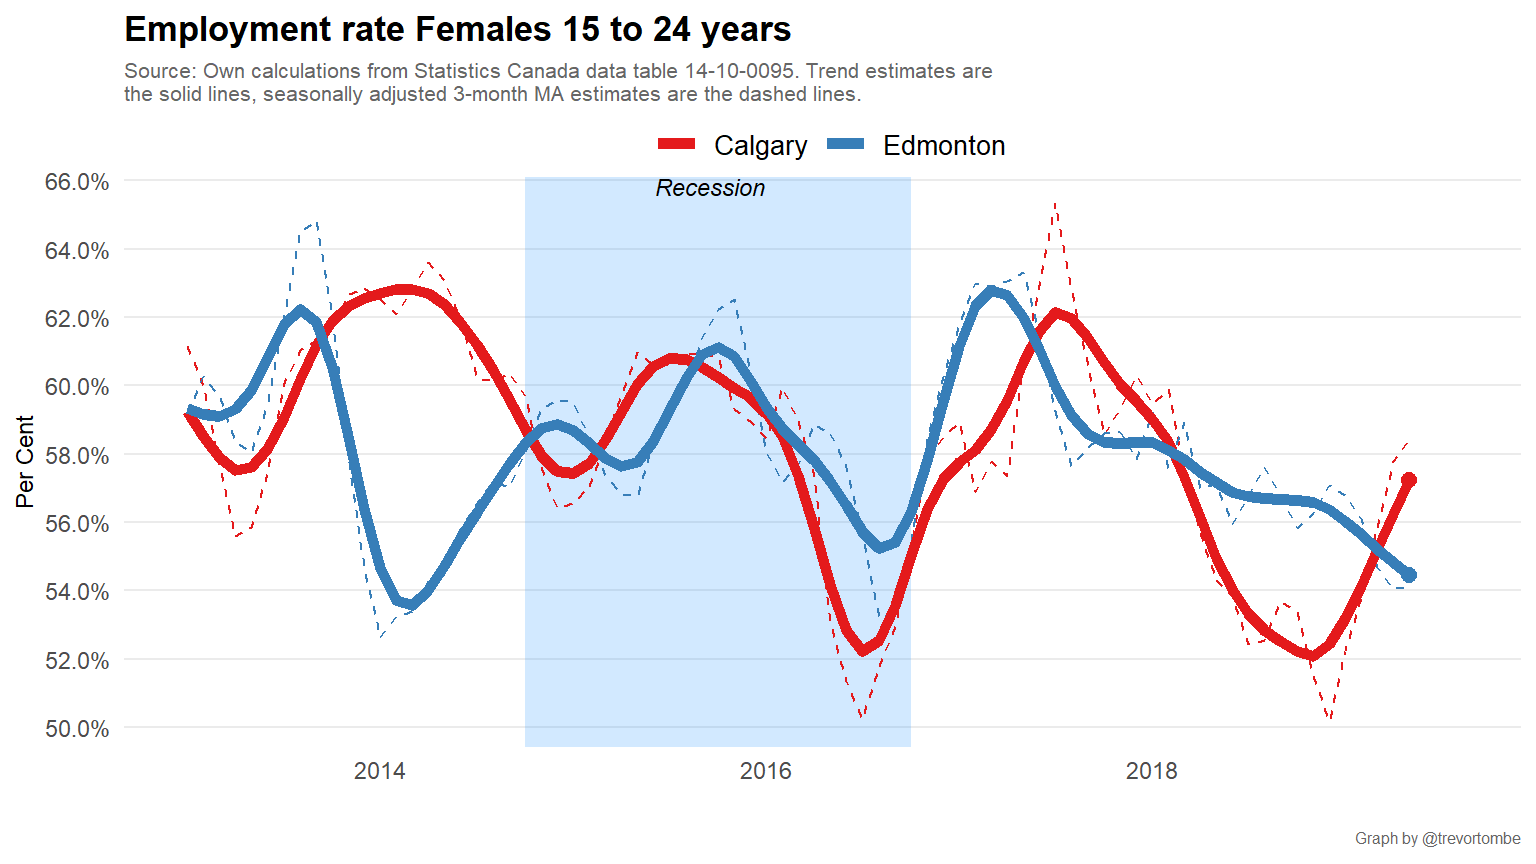 Employment rate Females 15 to 24 years
Source: Own calculations from Statistics Canada data table 14-10-0095. Trend estimates are
the solid lines, seasonally adjusted 3-month MA estimates are the dashed lines.
Calgary Edmonton
Recession
66.0%
64.0%
62.0%
60.0%
58.0%
56.0%
54.0%
52.0%
50.0%
Per Cent
2014 2016 2018
Graph by @trevortombe